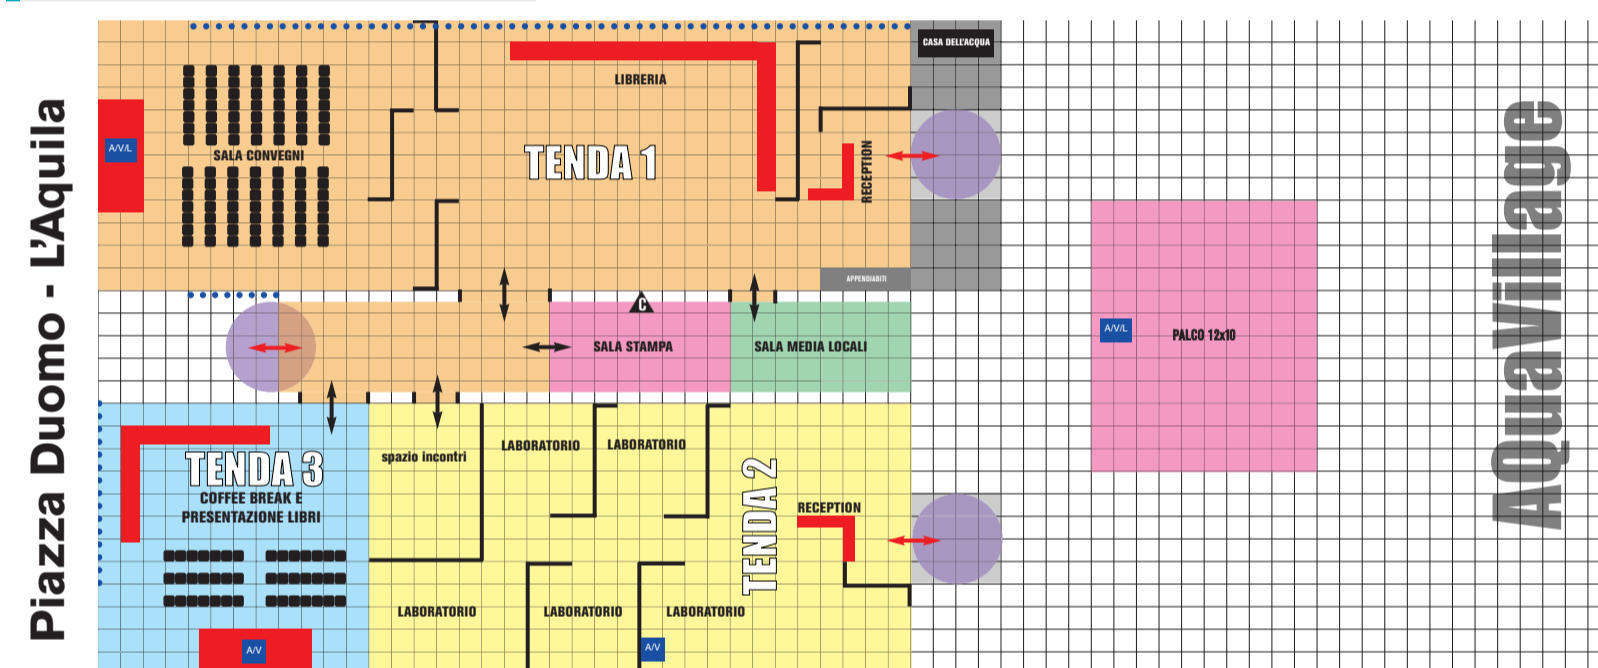 Piazza Duomo - L'Aquila
CASA DELL'ACQUA
LIBRERIA
A/V/L
SALA CONVEGNI
TENDA 1
RECEPTION
APPENDIABITI
C
SALA STAMPA
SALA MEDIA LOCALI
A/V/L
PALCO 12x10
AQuaVillage
TENDA 3
COFFEE BREAK E
PRESENTAZIONE LIBRI
A/V
spazio incontri
LABORATORIO
LABORATORIO
TENDA 2
RECEPTION
LABORATORIO
LABORATORIO
LABORATORIO
A/V